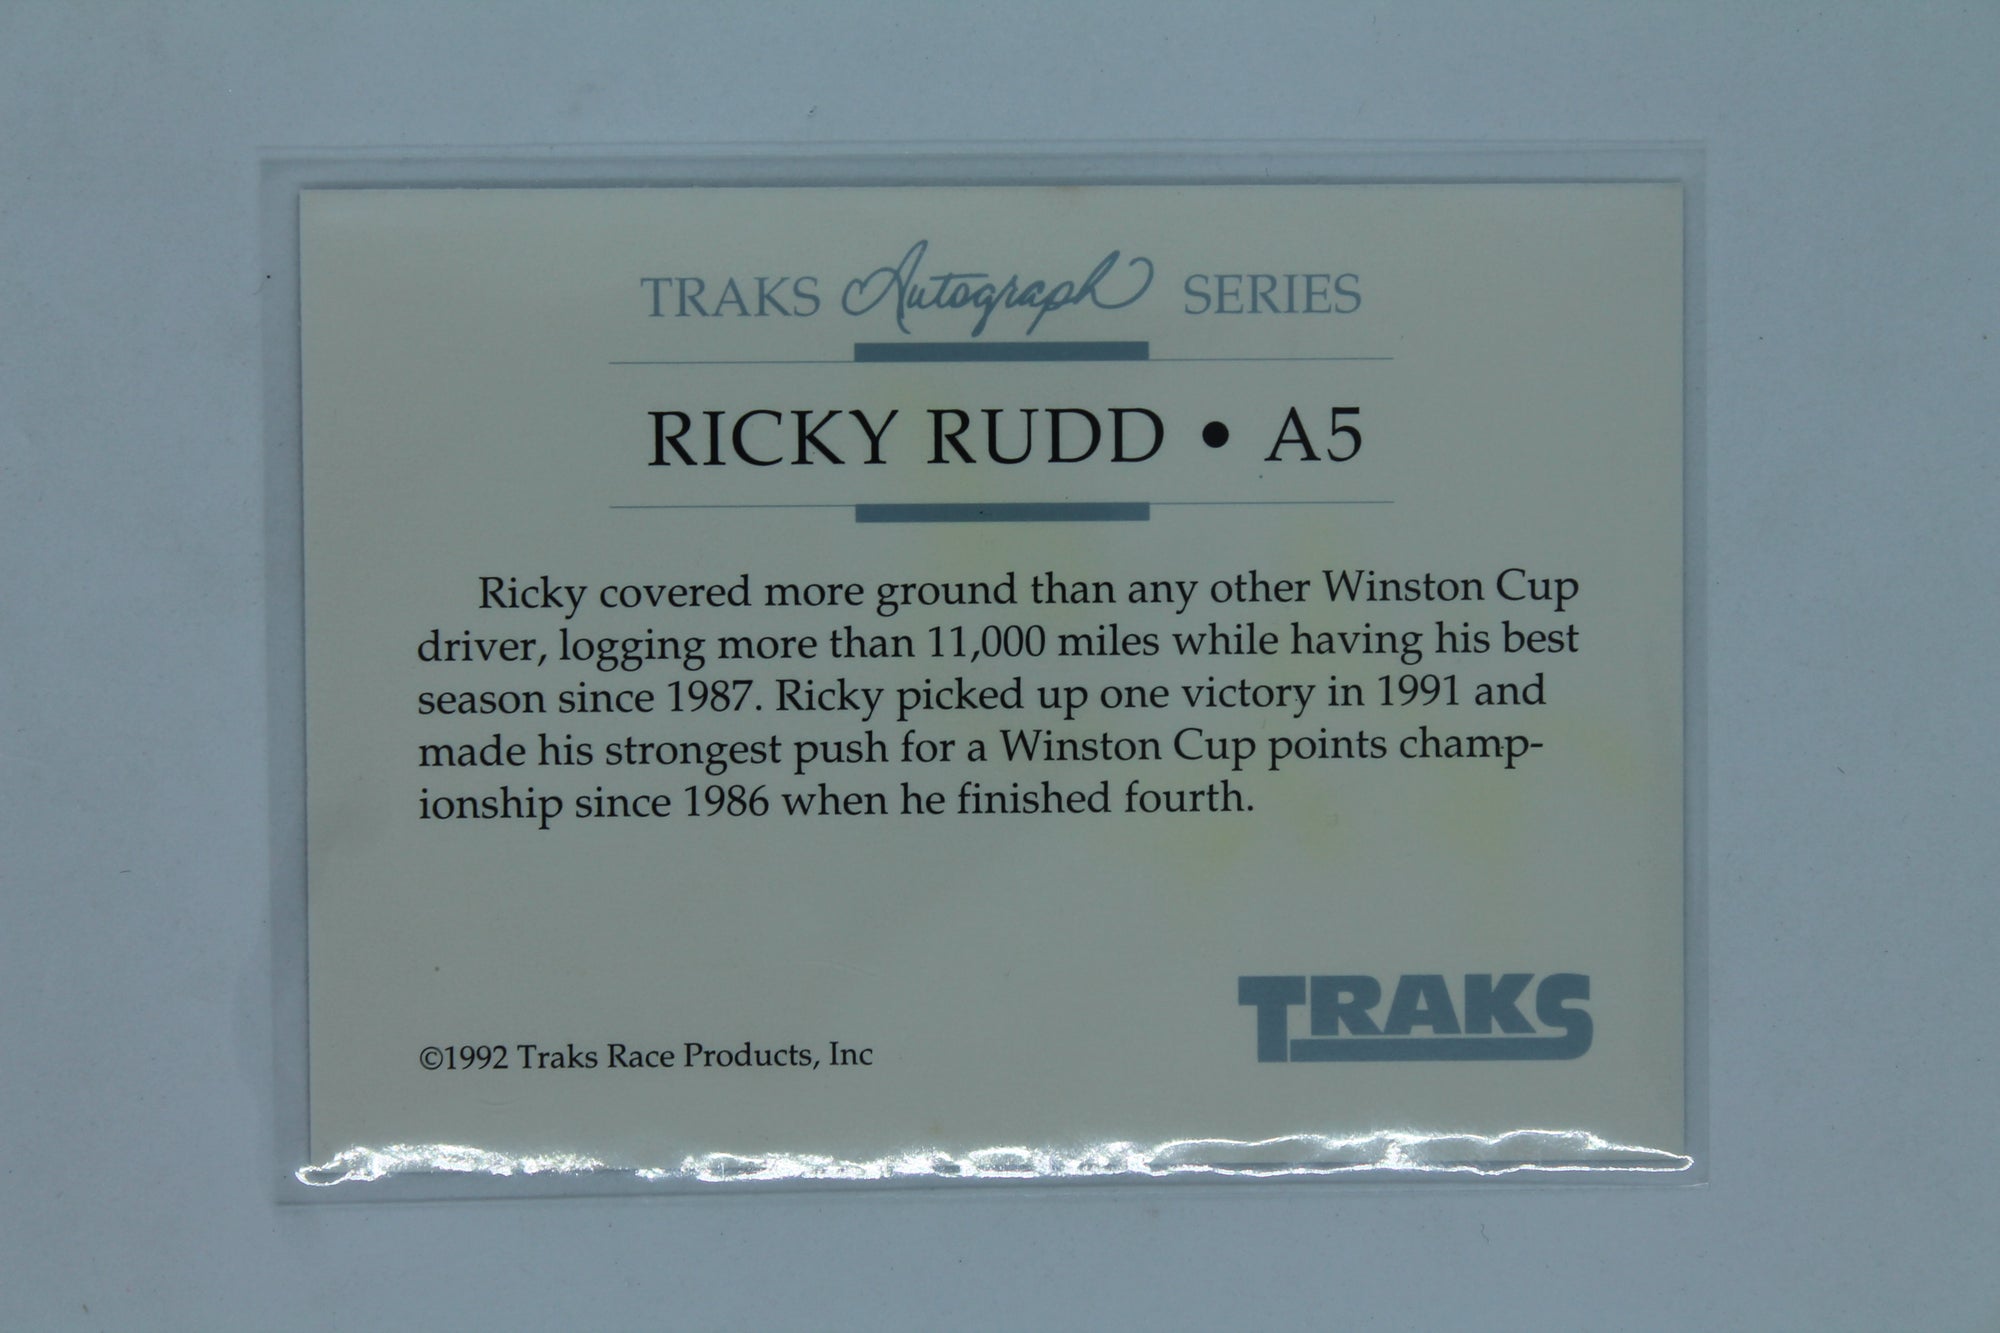 TRAKS Autograph SERIES
RICKY RUDD • A5
Ricky covered more ground than any other Winston Cup
driver, logging more than 11,000 miles while having his best
season since 1987. Ricky picked up one victory in 1991 and
made his strongest push for a Winston Cup points champ-
ionship since 1986 when he finished fourth.
TRAKS
©1992 Traks Race Products, Inc